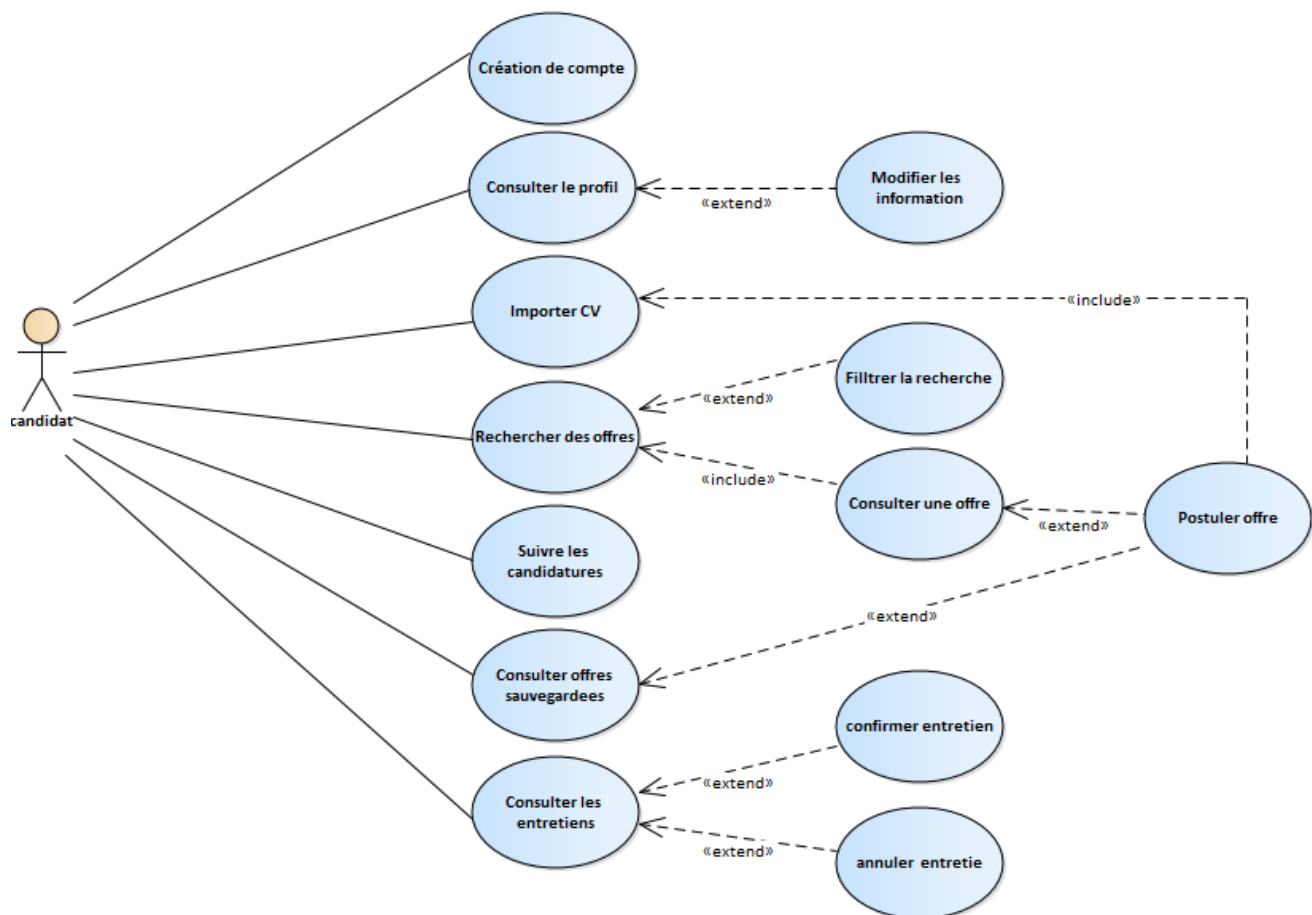 Création de compte
Consulter le profil
Modifier les
information
«extend»
Importer CV
«include»
candidat
Filltrer la recherche
«extend»
Rechercher des offres
«include»
Consulter une offre
«extend»
Postuler offre
Suivre les
candidatures
«extend»
Consulter offres
sauvegardees
confirmer entretien
«extend»
Consulter les
entretiens
«extend»
annuler entretie